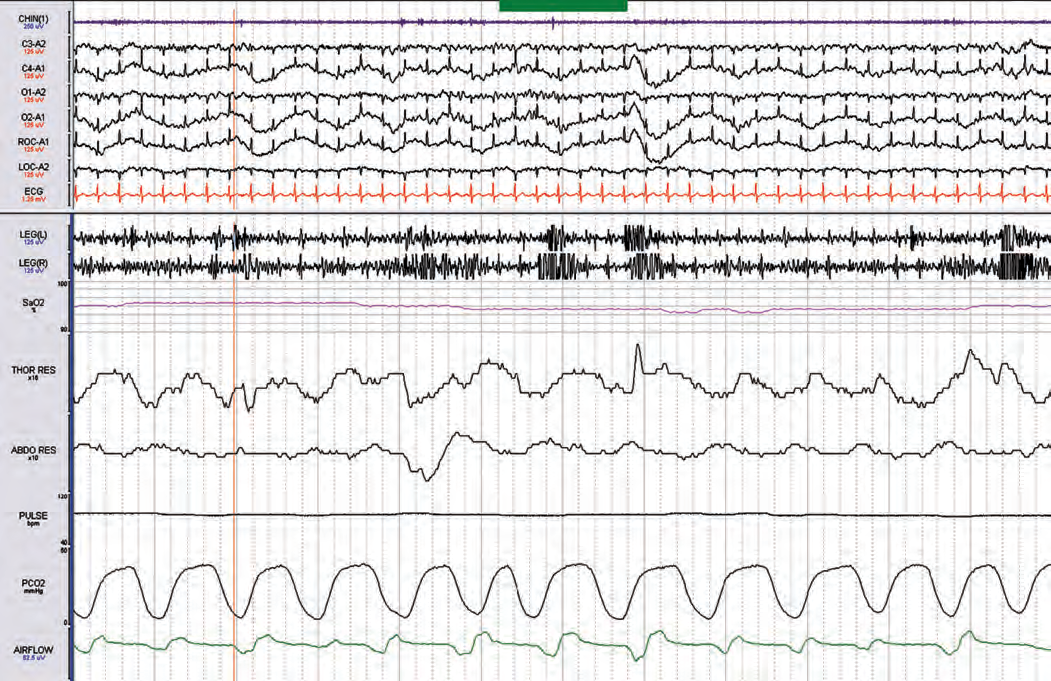 CHIN(1)
250 uV
C3-A2
125 uV
C4-A1
125 uV
O1-A2
125 uV
O2-A1
125 uV
ROC-A1
125 uV
LOC-A2
125 uV
ECG
1.25 mV
LEG(L)
125 uV
LEG(R)
125 uV
100
SaO2
%
THOR RES
x10
ABDO RES
x10
120
PULSE
bpm
40
PCO2
mmHg
0
AIRFLOW
62.5 uV